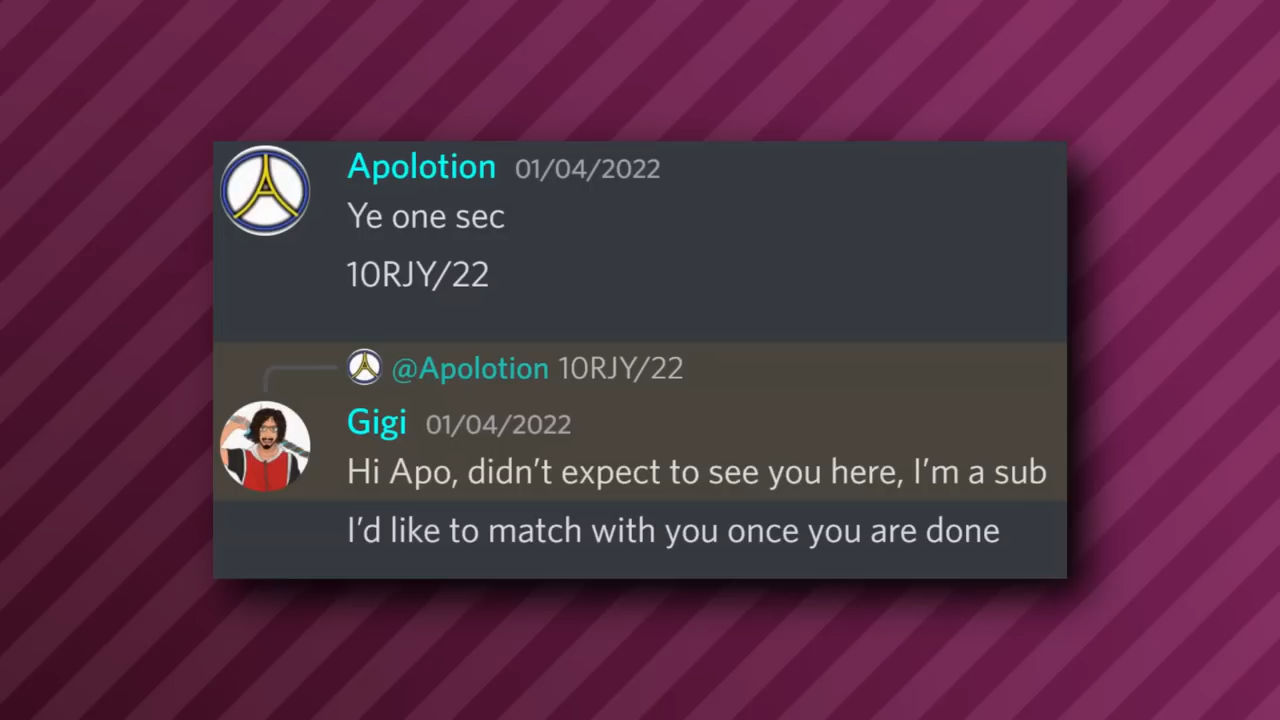 Apolotion 01/04/2022
Ye one sec
10RJY/22
@Apolotion 10RJY/22
Gigi 01/04/2022
Hi Apo, didn’t expect to see you here, I’m a sub
I’d like to match with you once you are done